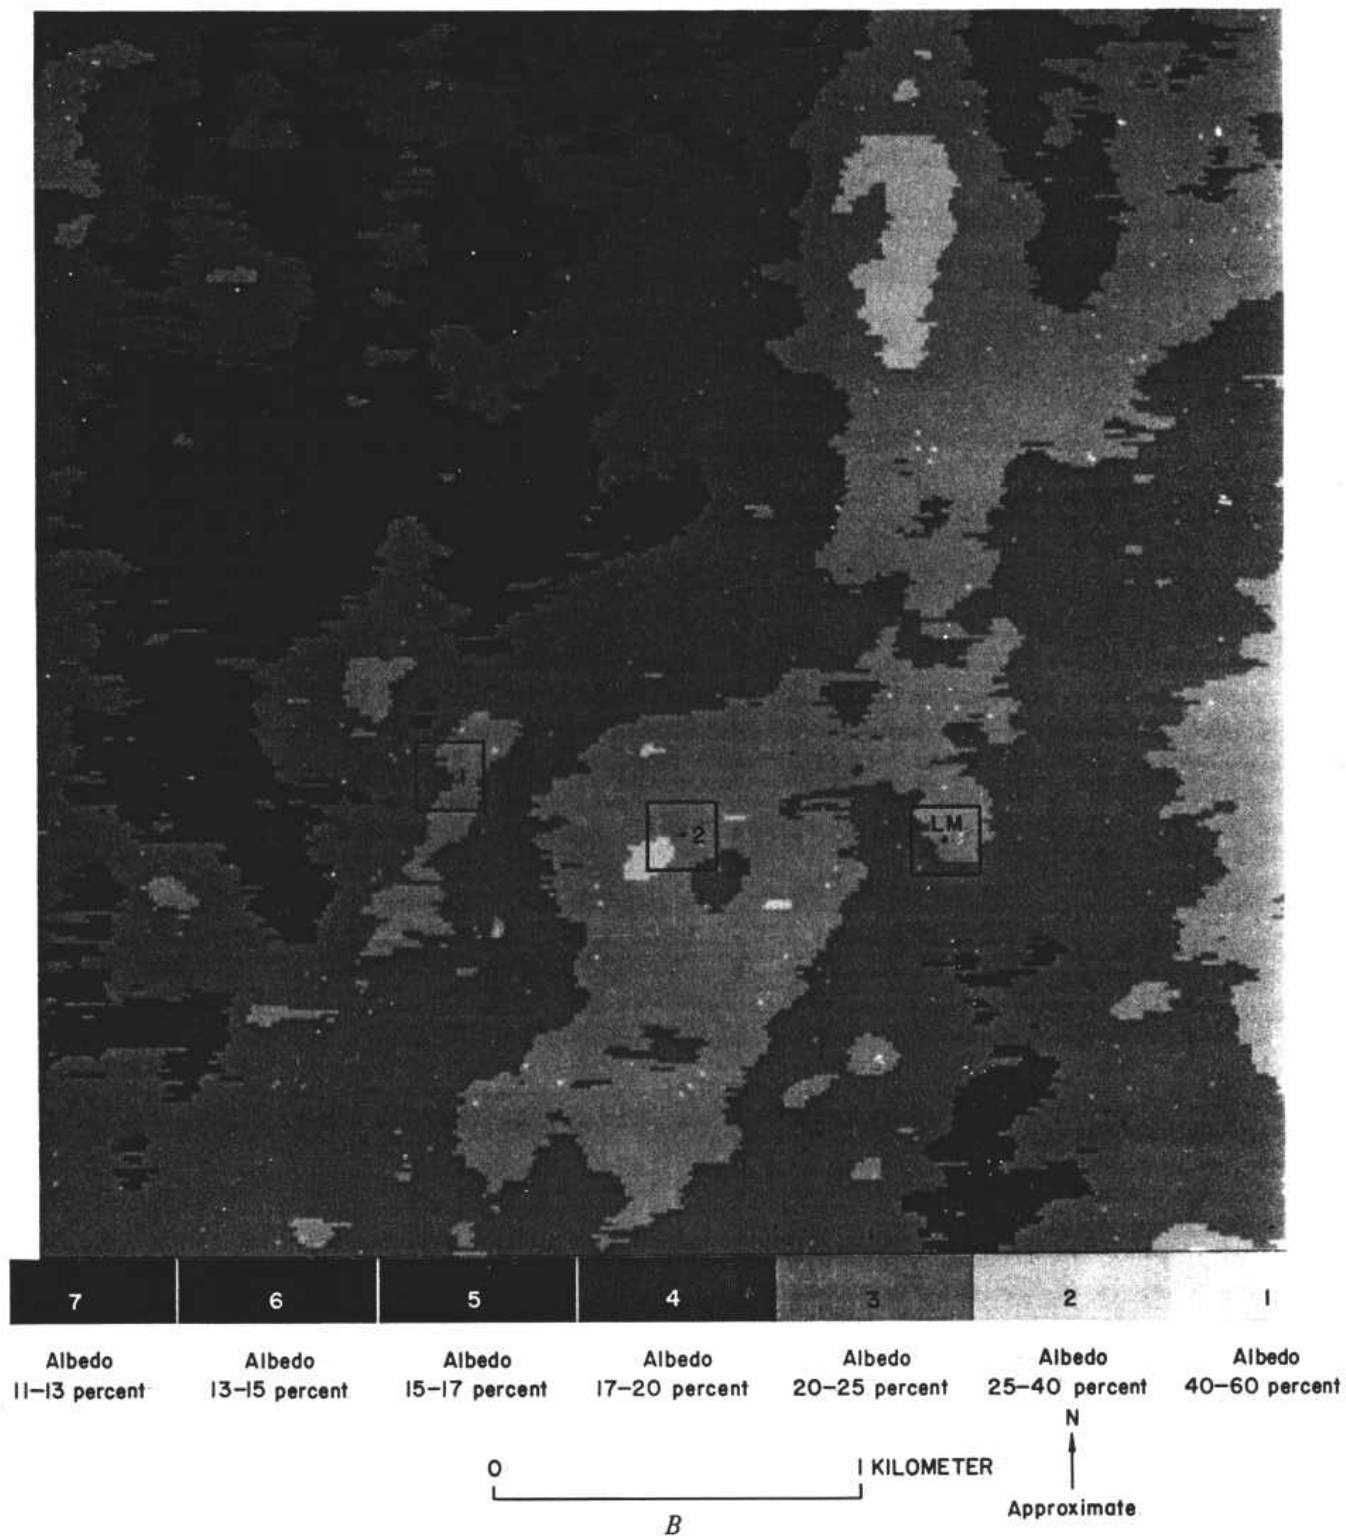 1
2
LM
3
7 6 5 4 3 2 1
Albedo Albedo Albedo Albedo Albedo Albedo Albedo
11–13 percent 13–15 percent 15–17 percent 17–20 percent 20–25 percent 25–40 percent 40–60 percent
N
0 1 KILOMETER
Approximate
B